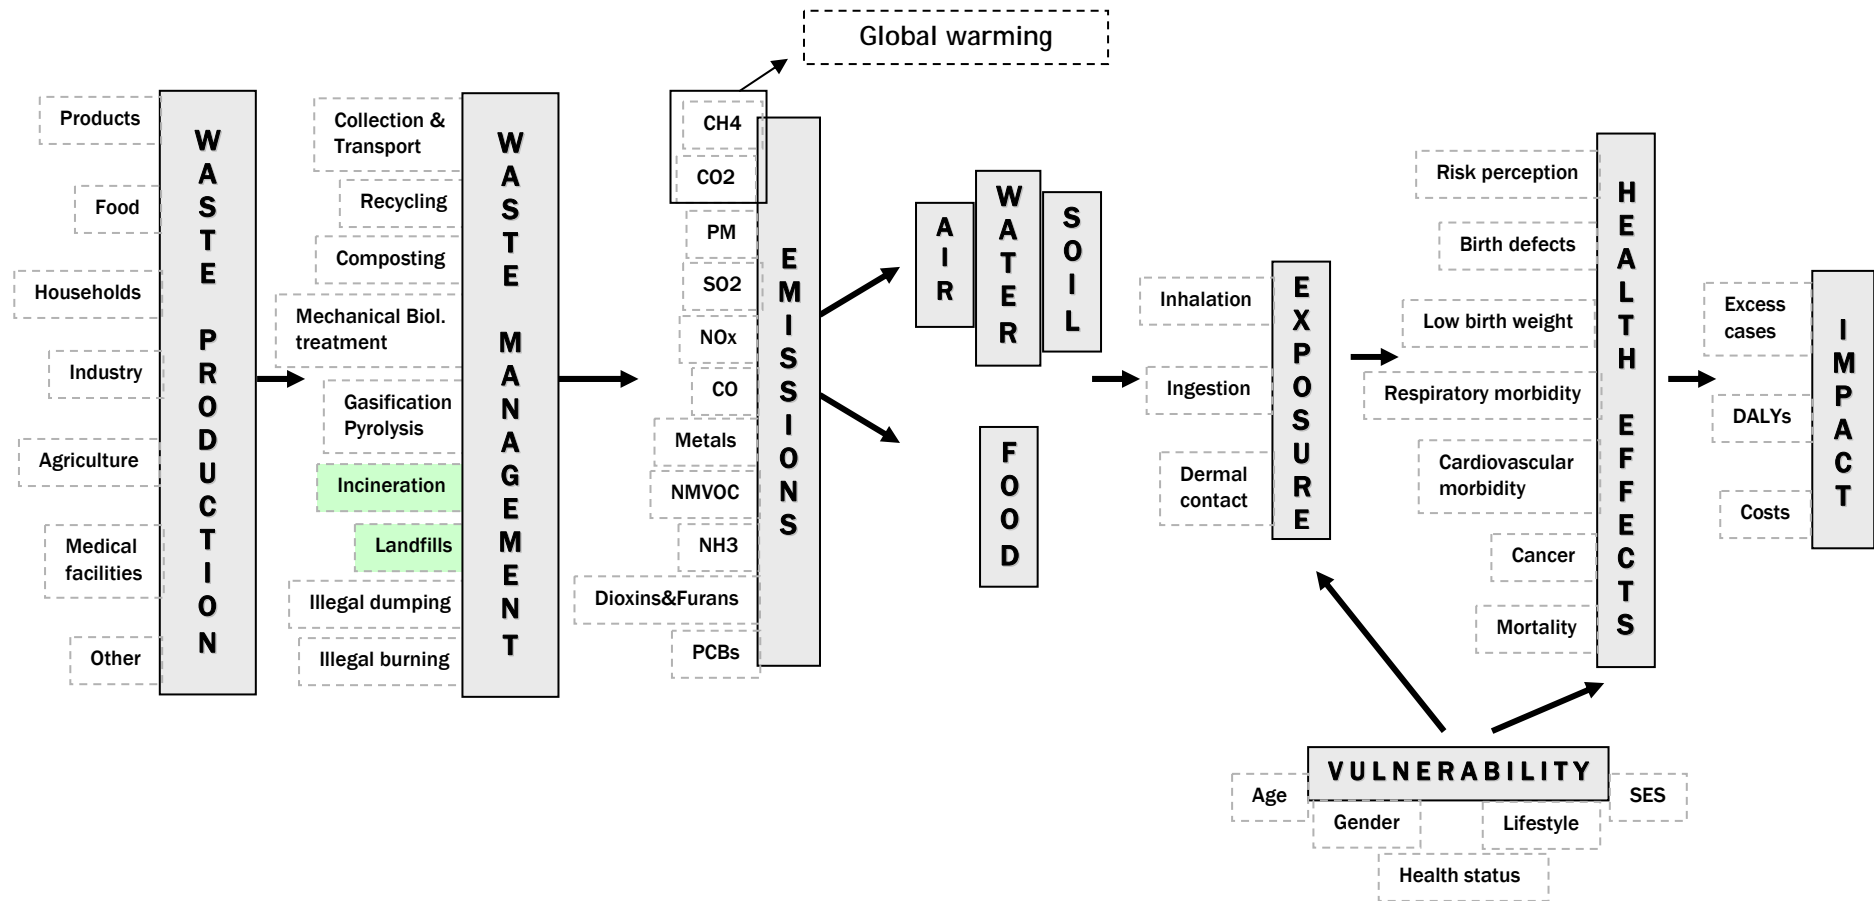 Global warming
Products
Food
Households
Industry
Agriculture
Medical
facilities
Other
WASTE PRODUCTION
Collection &
Transport
Recycling
Composting
Mechanical Biol.
treatment
Gasification
Pyrolysis
Incineration
Landfills
Illegal dumping
Illegal burning
WASTE MANAGEMENT
CH4
CO2
PM
SO2
NOx
CO
Metals
NMVOC
NH3
Dioxins&Furans
PCBs
EMISSIONS
AIR
WATER
SOIL
FOOD
Inhalation
Ingestion
Dermal
contact
EXPOSURE
Risk perception
Birth defects
Low birth weight
Respiratory morbidity
Cardiovascular
morbidity
Cancer
Mortality
HEALTH EFFECTS
Excess
cases
DALYs
Costs
IMPACT
VULNERABILITY
Age
Gender
Lifestyle
SES
Health status